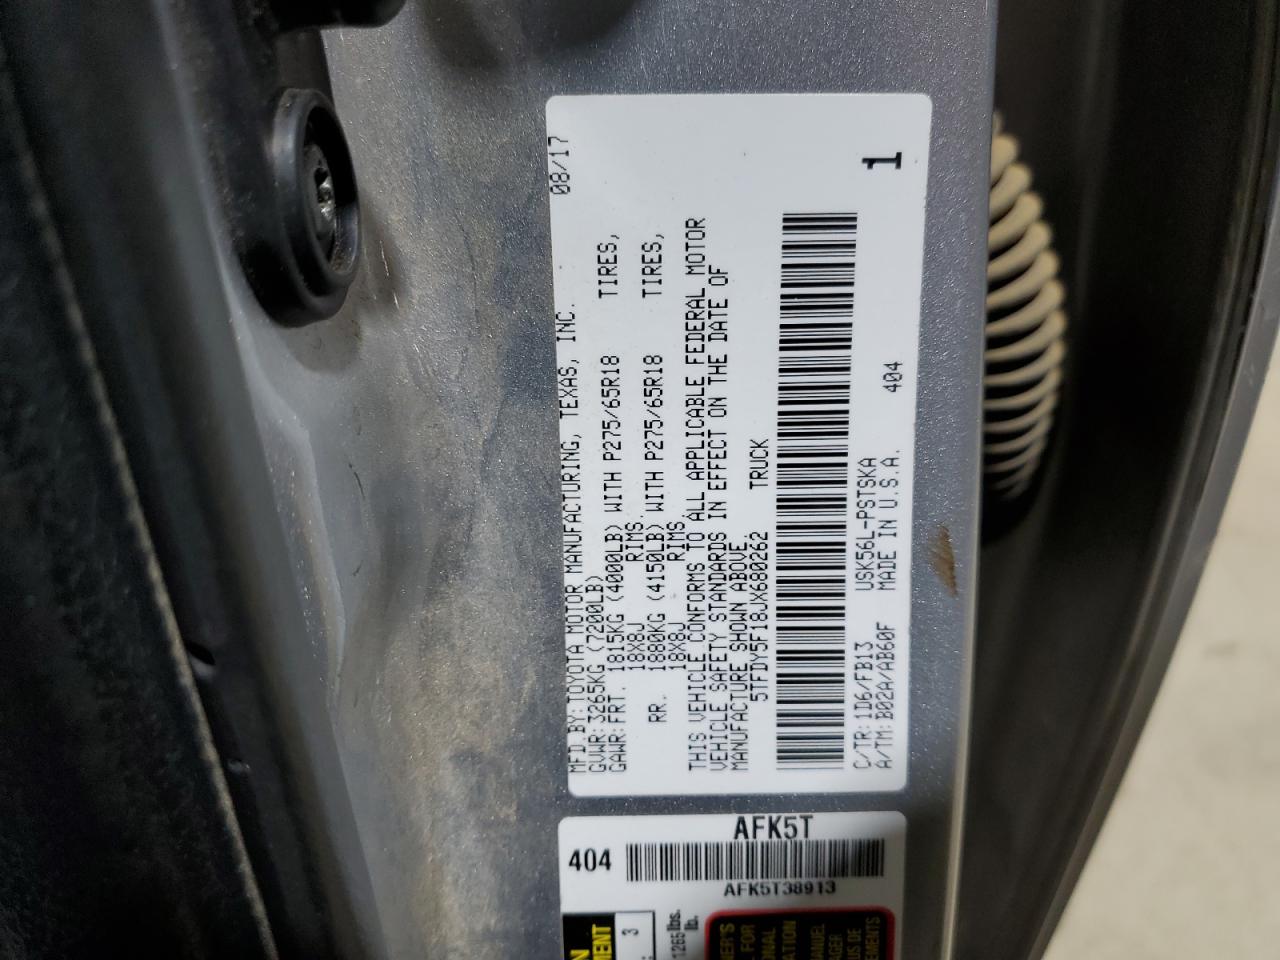 MFD.BY:TOYOTA MOTOR MANUFACTURING, TEXAS, INC. 08/17
GVWR:3265KG (7200LB)
GAWR:FRT. 1815KG (4000LB) WITH P275/65R18 TIRES,
18X8J RIMS.
RR. 1880KG (4150LB) WITH P275/65R18 TIRES,
18X8J RIMS.
THIS VEHICLE CONFORMS TO ALL APPLICABLE FEDERAL MOTOR
VEHICLE SAFETY STANDARDS IN EFFECT ON THE DATE OF
MANUFACTURE SHOWN ABOVE
5TFDY5F18JX680262 TRUCK
C/TR:1D6/FB13 USK56L-PSTSKA
A/TM:B02A/AB60F MADE IN U.S.A. 404
1
AFK5T
404
AFK5T38913
3
1265 lbs.
lb.